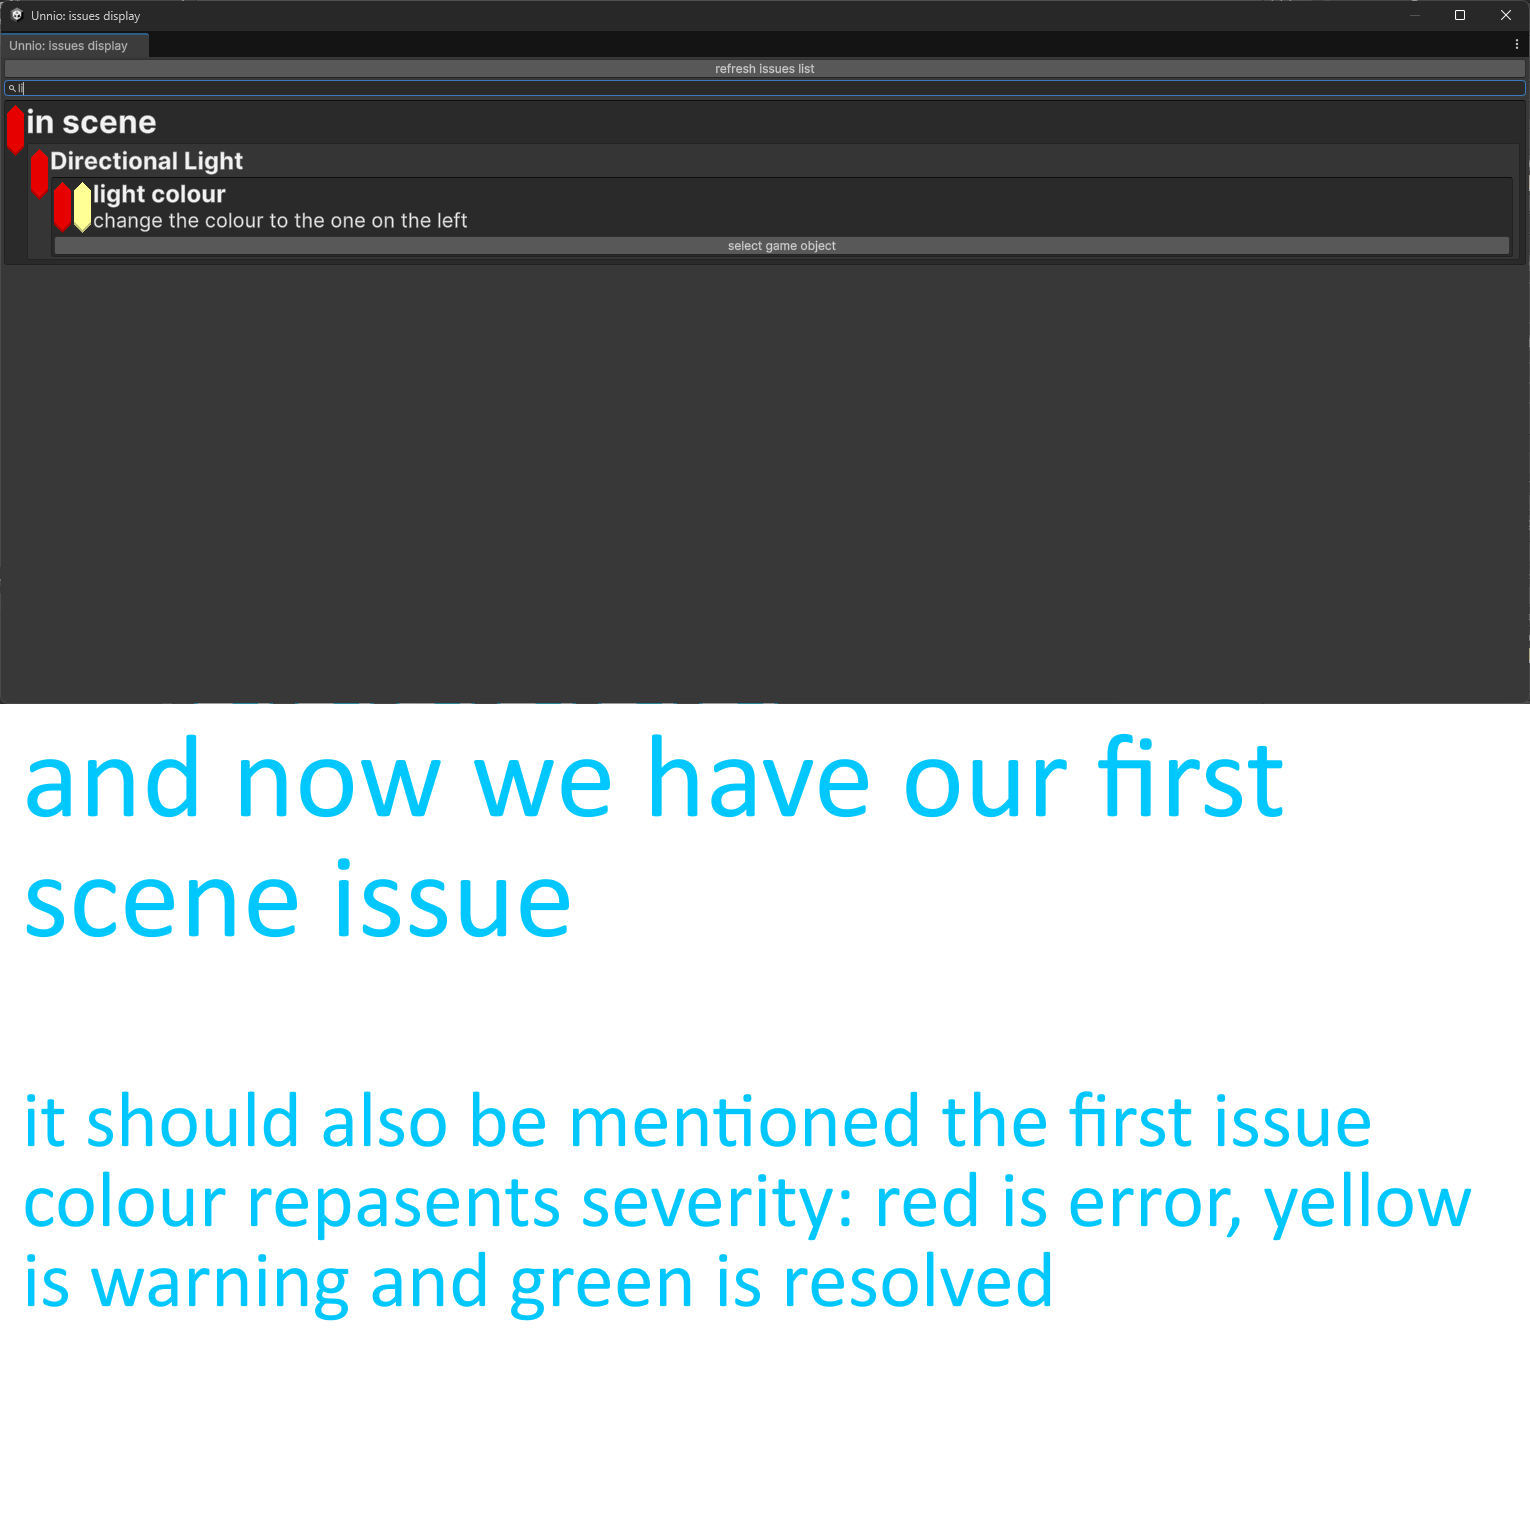 Unnio: issues display
Unnio: issues display
refresh issues list
li
in scene
Directional Light
light colour
change the colour to the one on the left
select game object
and now we have our first
scene issue
it should also be mentioned the first issue
colour repasents severity: red is error, yellow
is warning and green is resolved